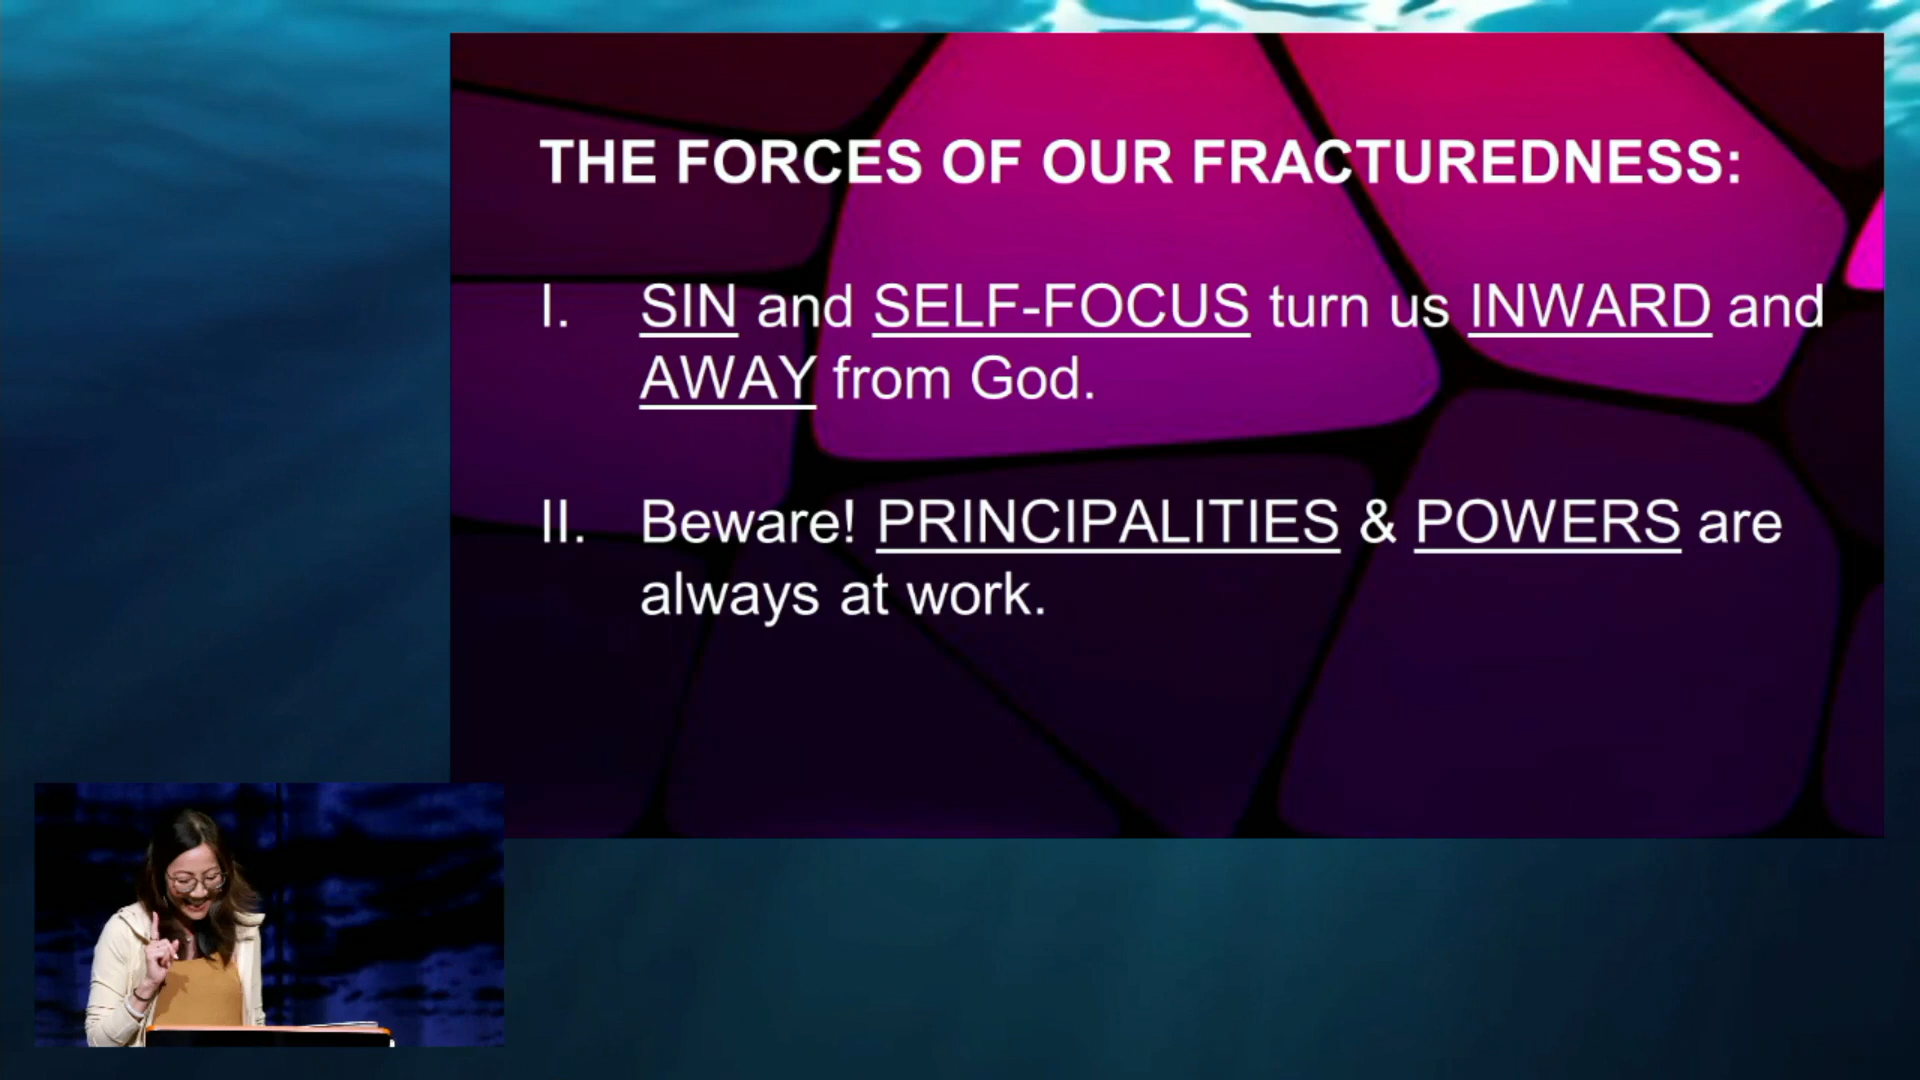 THE FORCES OF OUR FRACTUREDNESS:
I. SIN and SELF-FOCUS turn us INWARD and
AWAY from God.
II. Beware! PRINCIPALITIES & POWERS are
always at work.